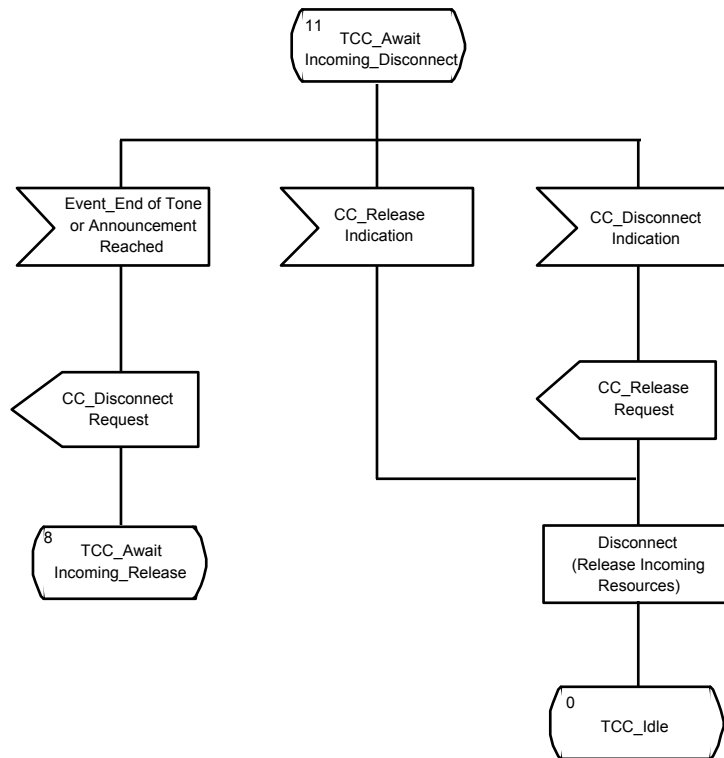 11
TCC_Await
Incoming_Disconnect
Event_End of Tone
or Announcement
Reached
CC_Release
Indication
CC_Disconnect
Indication
CC_Disconnect
Request
CC_Release
Request
8
TCC_Await
Incoming_Release
Disconnect
(Release Incoming
Resources)
0
TCC_Idle